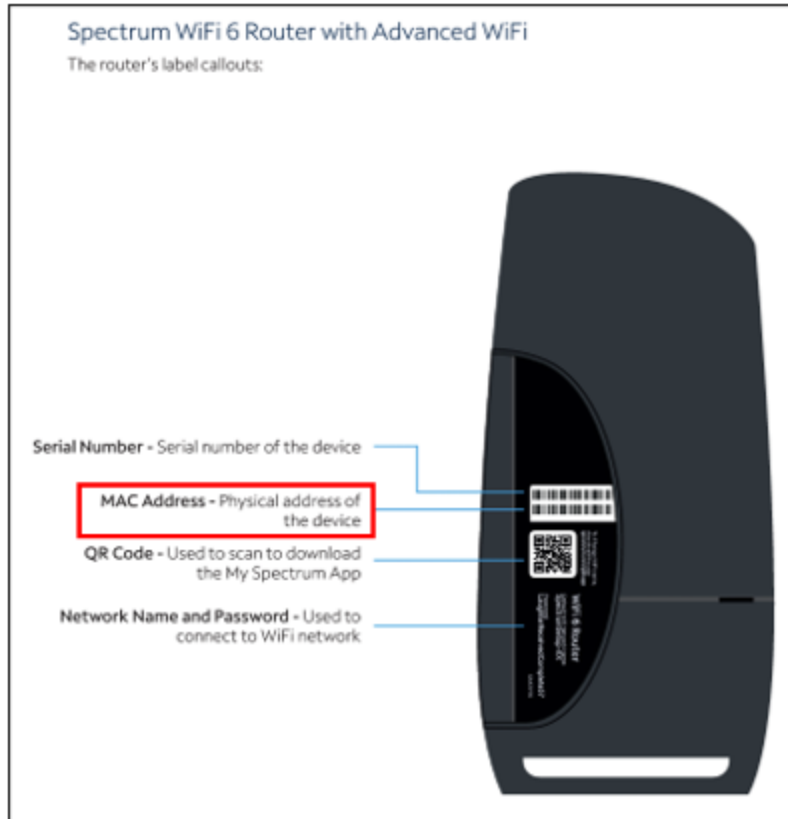 Spectrum WiFi 6 Router with Advanced WiFi
The router's label callouts:
Serial Number - Serial number of the device
MAC Address - Physical address of
the device
QR Code - Used to scan to download
the My Spectrum App
Network Name and Password - Used to
connect to WiFi network
WiFi 6 Router